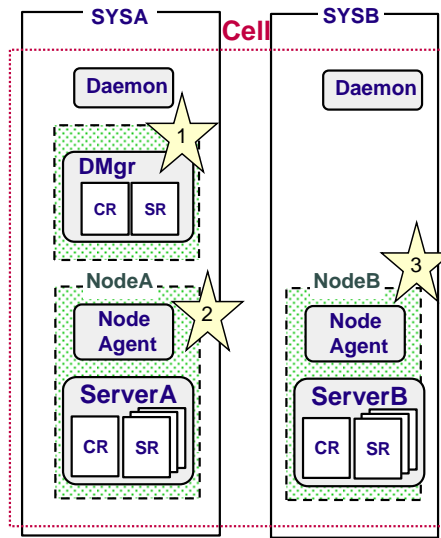 SYSA
SYSB
Cell
Daemon
Daemon
1
DMgr
CR
SR
NodeA
2
Node
Agent
ServerA
CR
SR
3
NodeB
Node
Agent
ServerB
CR
SR